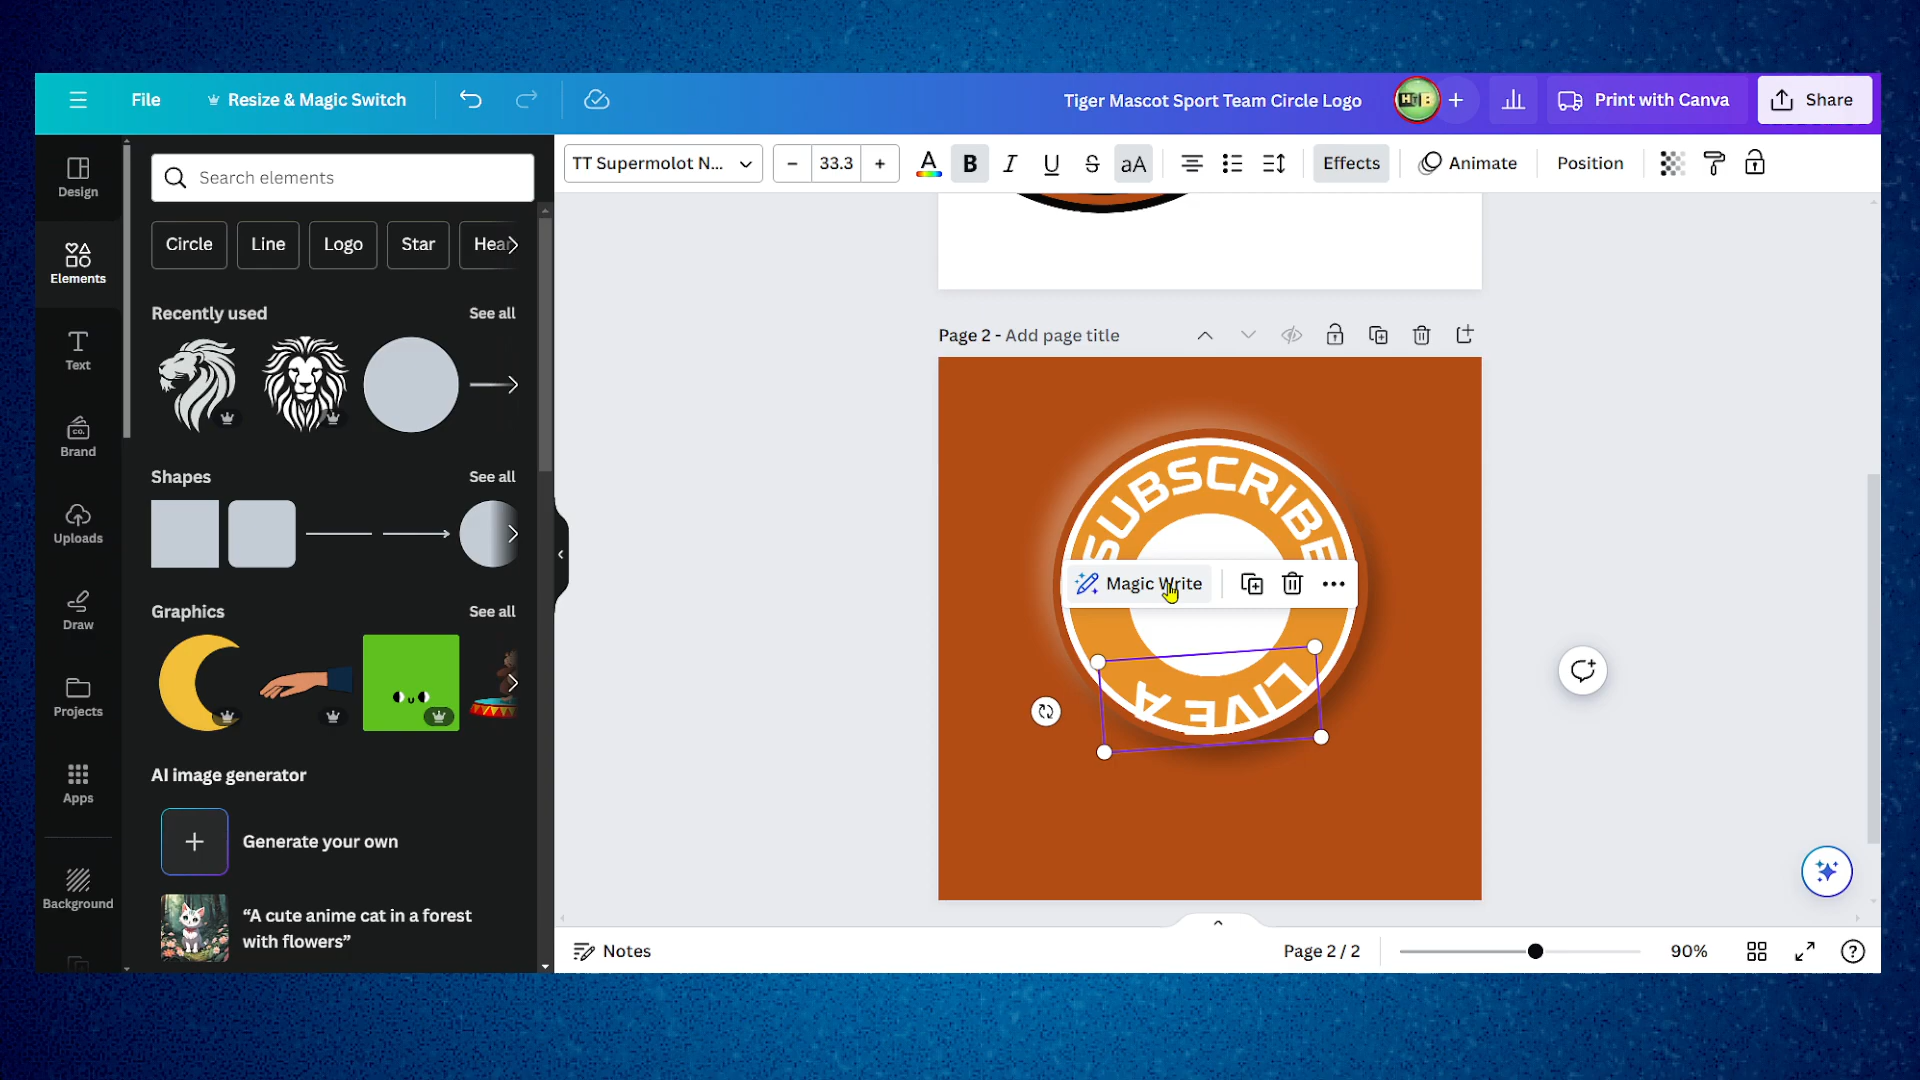 File
Resize & Magic Switch
Tiger Mascot Sport Team Circle Logo
Print with Canva
Share
Design
Elements
Text
Brand
CO.
Uploads
Draw
Projects
Apps
Background
Search elements
Circle
Line
Logo
Star
Hear
Recently used
See all
Shapes
See all
Graphics
See all
AI image generator
Generate your own
“A cute anime cat in a forest
with flowers”
TT Supermolot N...
– 33.3 +
A
B
I
U
S
aA
Effects
Animate
Position
Page 2 - Add page title
SUBSCRIBE
Magic Write
LIVE A
Notes
Page 2 / 2
90%